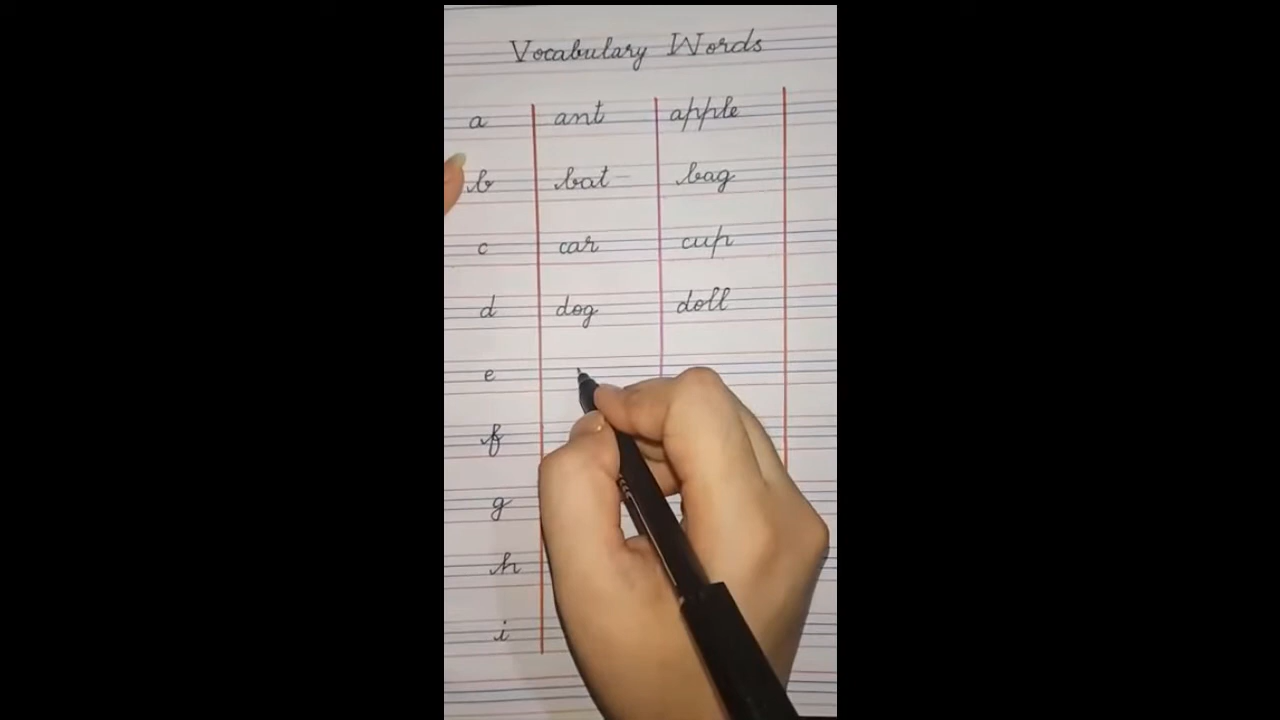 Vocabulary Words
a ant apple
b bat bag
c car cup
d dog doll
e
f
g
h
i